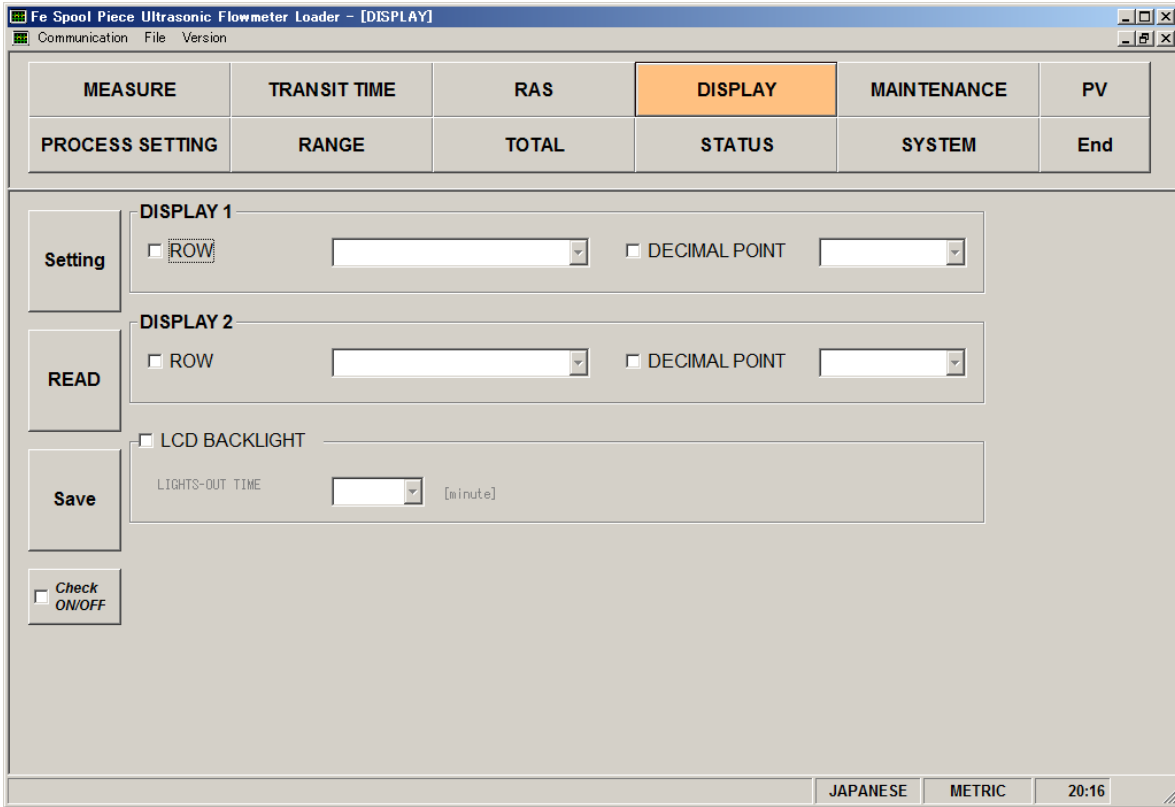 Fe Spool Piece Ultrasonic Flowmeter Loader - [DISPLAY]
Communication File Version
MEASURE TRANSIT TIME RAS DISPLAY MAINTENANCE PV
PROCESS SETTING RANGE TOTAL STATUS SYSTEM End
Setting
READ
Save
Check
ON/OFF
DISPLAY 1
ROW DECIMAL POINT
DISPLAY 2
ROW DECIMAL POINT
LCD BACKLIGHT
LIGHTS-OUT TIME [minute]
JAPANESE METRIC 20:16